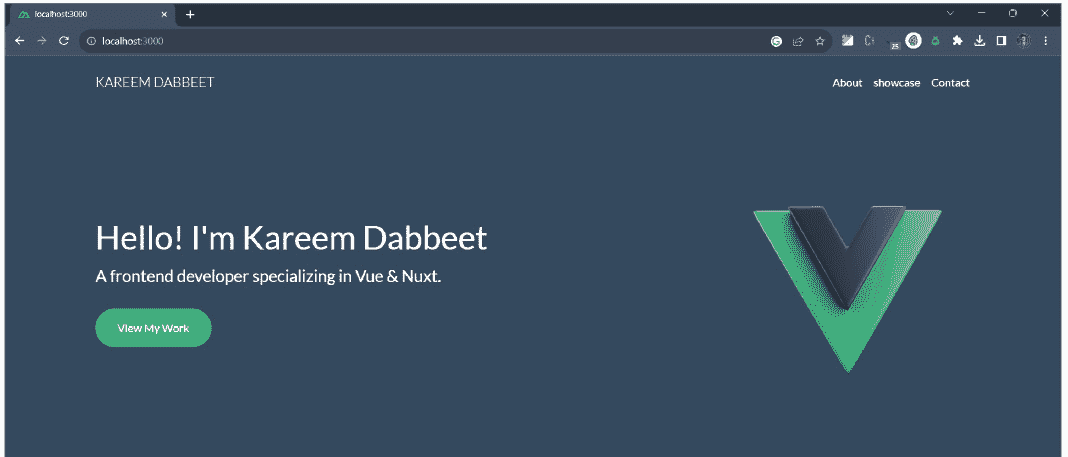 localhost:3000
localhost:3000
25
KAREEM DABBEET
About showcase Contact
Hello! I'm Kareem Dabbeet
A frontend developer specializing in Vue & Nuxt.
View My Work